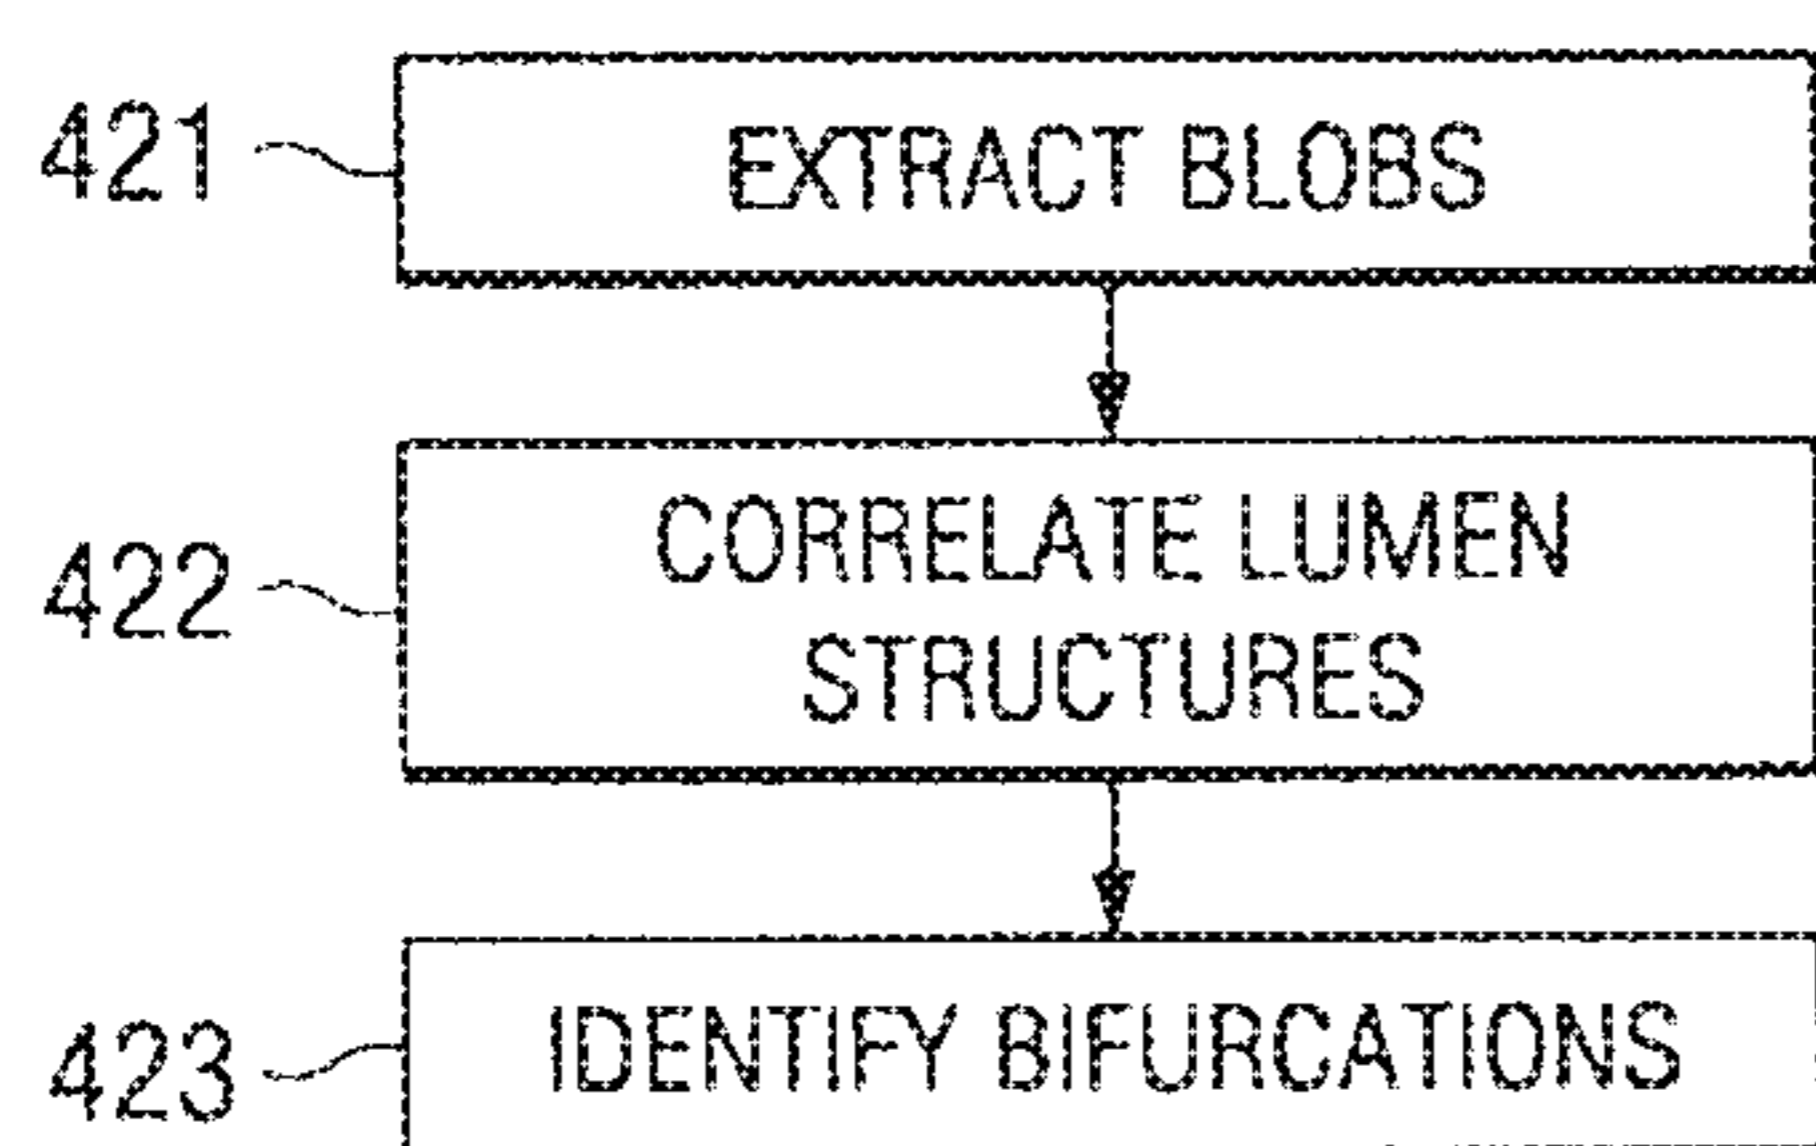 421
EXTRACT BLOBS
422
CORRELATE LUMEN
STRUCTURES
423
IDENTIFY BIFURCATIONS